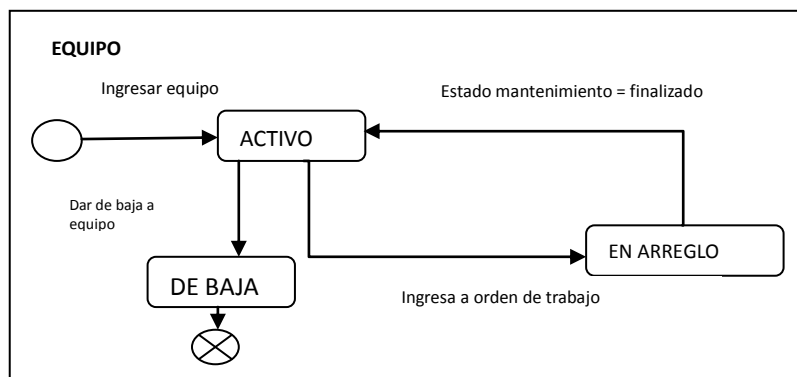 EQUIPO
Ingresar equipo
Estado mantenimiento = finalizado
ACTIVO
Dar de baja a
equipo
EN ARREGLO
DE BAJA
Ingresa a orden de trabajo